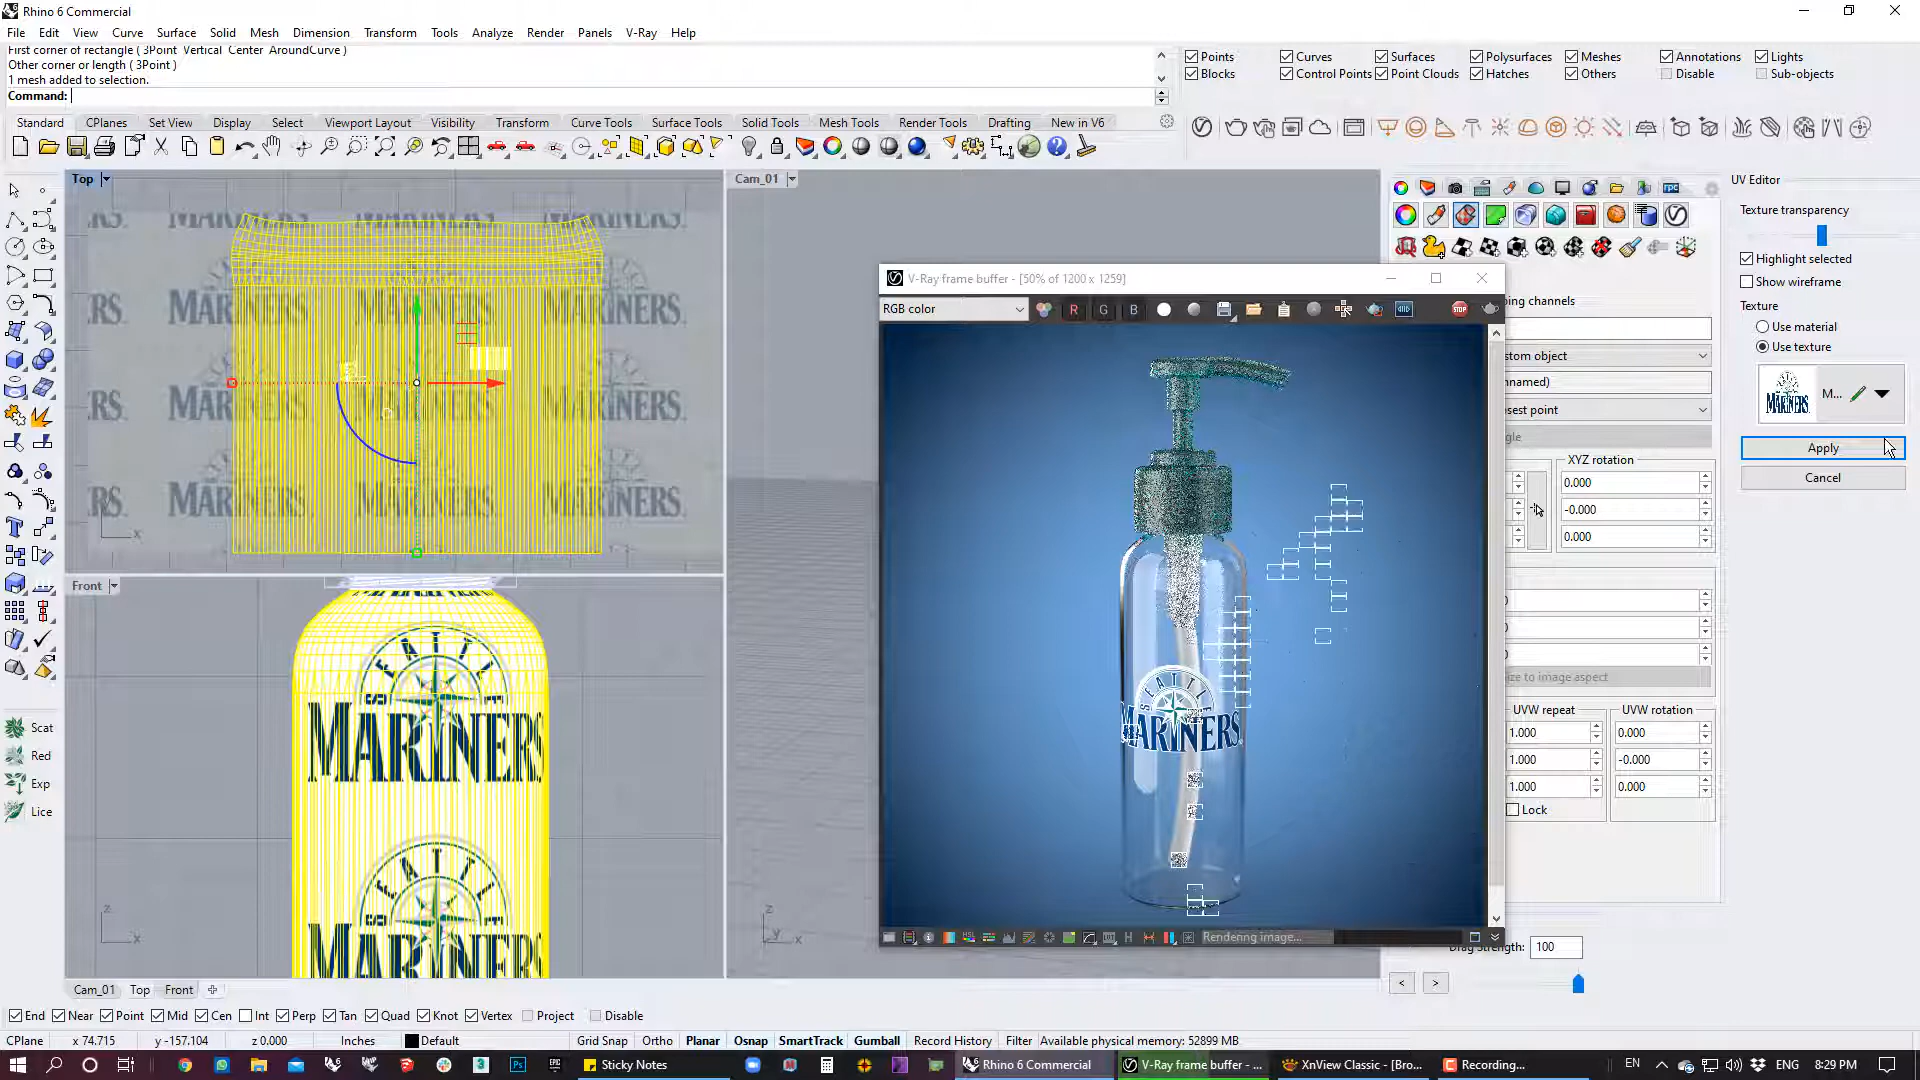 Rhino 6 Commercial
File Edit View Curve Surface Solid Mesh Dimension Transform Tools Analyze Render Panels V-Ray Help
First corner of rectangle ( 3Point Vertical Center AroundCurve )
Other corner or length ( 3Point )
1 mesh added to selection.
Command:
Points Curves Surfaces Polysurfaces Meshes Annotations Lights
Blocks Control Points Point Clouds Hatches Others Disable Sub-objects
Standard CPlanes Set View Display Select Viewport Layout Visibility Transform Curve Tools Surface Tools Solid Tools Mesh Tools Render Tools Drafting New in V6
Top
Cam_01
UV Editor
Texture transparency
Highlight selected
Show wireframe
Texture
Use material
Use texture
M...
Apply
Cancel
V-Ray frame buffer - [50% of 1200 x 1259]
RGB color
R G B
MARINERS
MARINERS
MARINERS
SEATTLE
MARINERS
Rendering image...
XYZ rotation
0.000
-0.000
0.000
UVW repeat UVW rotation
1.000 0.000
1.000 -0.000
1.000 0.000
Lock
Drag Strength: 100
< >
Front
MARINERS
MARINERS
Scat
Red
Exp
Lice
Cam_01 Top Front
End Near Point Mid Cen Int Perp Tan Quad Knot Vertex Project Disable
CPlane x 74.715 y -157.104 z 0.000 Inches Default Grid Snap Ortho Planar Osnap SmartTrack Gumball Record History Filter Available physical memory: 52899 MB
Sticky Notes Rhino 6 Commercial V-Ray frame buffer - ... XnView Classic - [Bro... Recording... EN ENG 8:29 PM